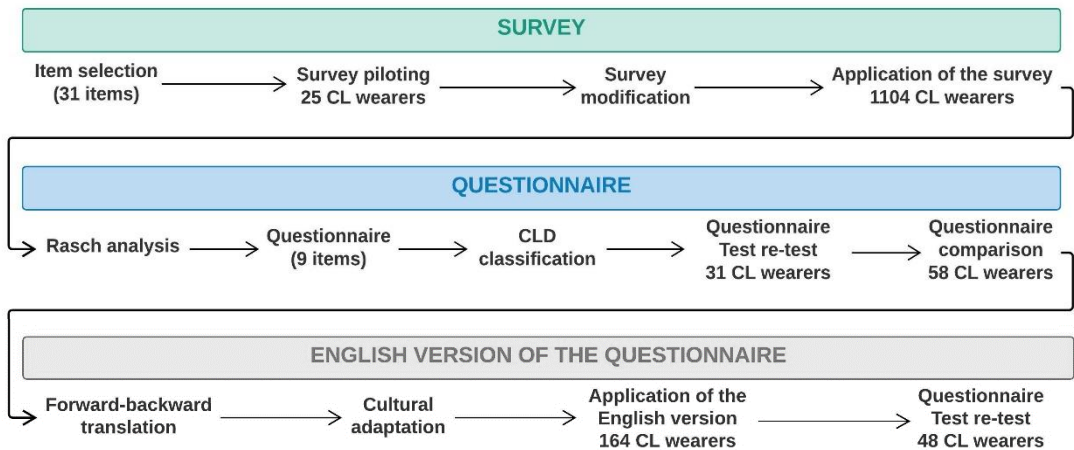 SURVEY
Item selection
(31 items)
Survey piloting
25 CL wearers
Survey
modification
Application of the survey
1104 CL wearers
QUESTIONNAIRE
Rasch analysis
Questionnaire
(9 items)
CLD
classification
Questionnaire
Test re-test
31 CL wearers
Questionnaire
comparison
58 CL wearers
ENGLISH VERSION OF THE QUESTIONNAIRE
Forward-backward
translation
Cultural
adaptation
Application of the
English version
164 CL wearers
Questionnaire
Test re-test
48 CL wearers